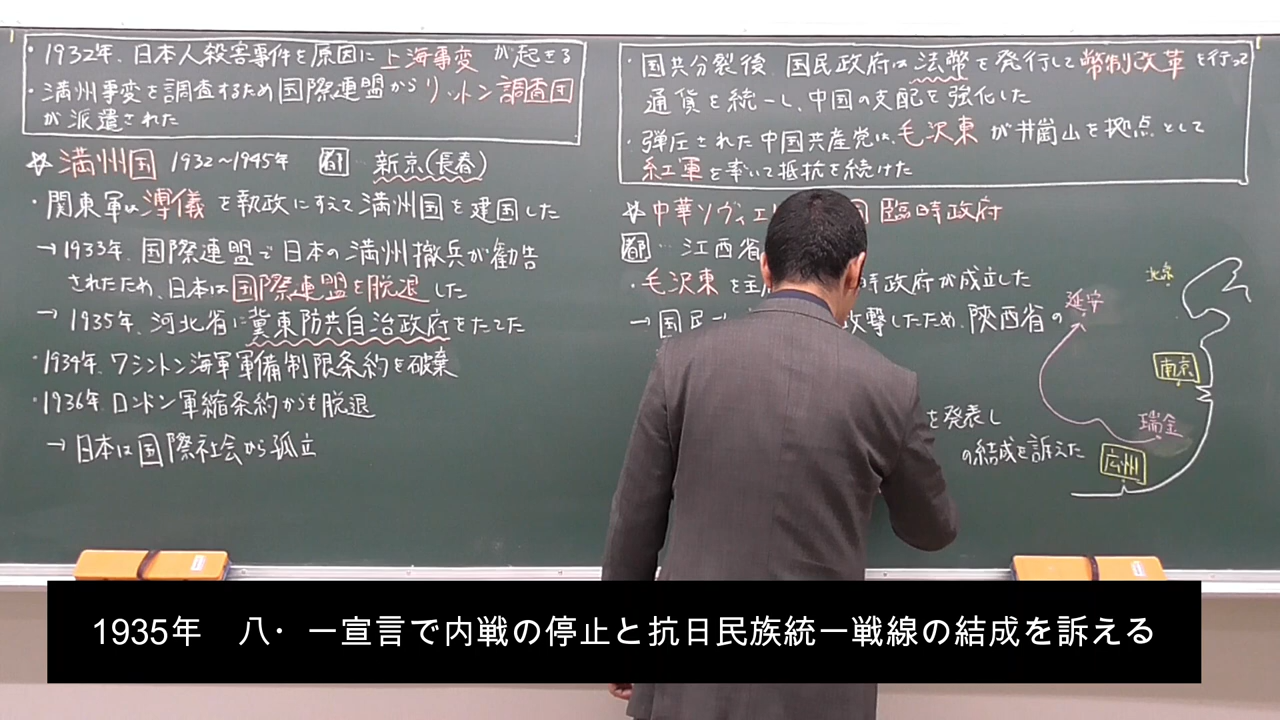 ・1932年、日本人殺害事件を原因に上海事変が起きる
・満州事変を調査するため国際連盟からリットン調査団
が派遣された
☆満州国 1932～1945年 都…新京(長春)
・関東軍は溥儀を執政にすえて満州国を建国した
→1933年、国際連盟で日本の満州撤兵が勧告
されたため、日本は国際連盟を脱退した
→1935年、河北省に冀東防共自治政府をたてた
・1934年、ワシントン海軍軍備制限条約を破棄
・1936年、ロンドン軍縮条約からも脱退
→日本は国際社会から孤立
・国共分裂後、国民政府は法幣を発行して幣制改革を行って
通貨を統一し、中国の支配を強化した
・弾圧された中国共産党は、毛沢東が井崗山を拠点として
紅軍を率いて抵抗を続けた
☆中華ソヴィエ 国臨時政府
都…江西省
・毛沢東を主 時政府が成立した
→国民 攻撃したため、陝西省の
を発表し
の結成を訴えた
北京
延安
南京
瑞金
広州
1935年 八・一宣言で内戦の停止と抗日民族統一戦線の結成を訴える